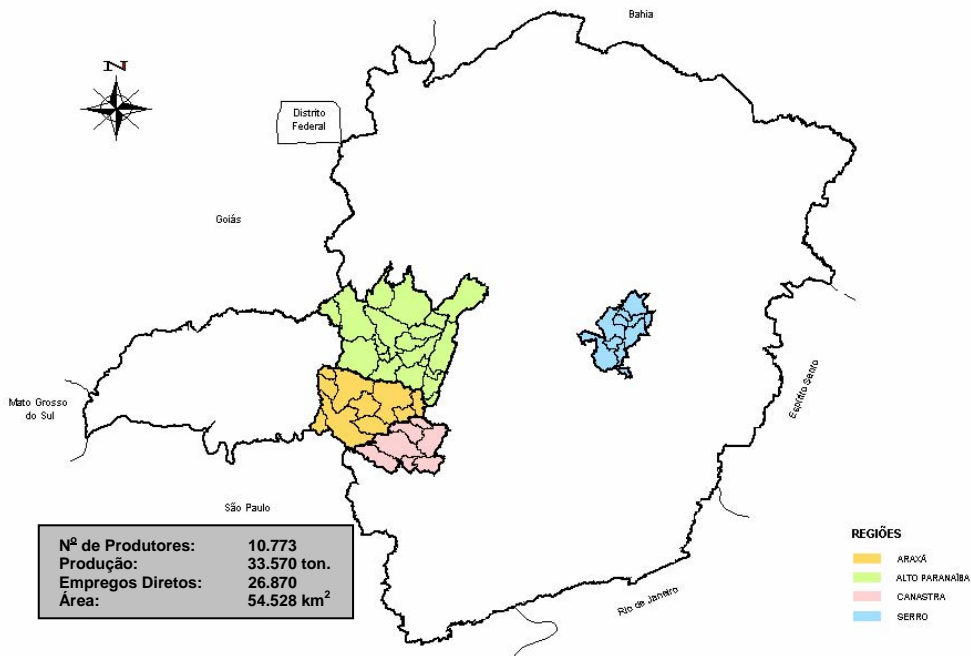 Bahia
N
Distrito
Federal
Goiás
Mato Grosso
do Sul
Espírito Santo
São Paulo
Nº de Produtores: 10.773
Produção: 33.570 ton.
Empregos Diretos: 26.870
Área: 54.528 km²
Rio de Janeiro
REGIÕES
ARAXÁ
ALTO PARANAÍBA
CANASTRA
SERRO